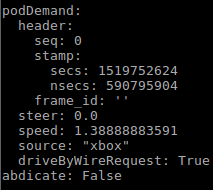 podDemand:
  header:
    seq: 0
    stamp:
      secs: 1519752624
      nsecs: 590795904
    frame_id: ''
  steer: 0.0
  speed: 1.38888883591
  source: "xbox"
  driveByWireRequest: True
abdicate: False